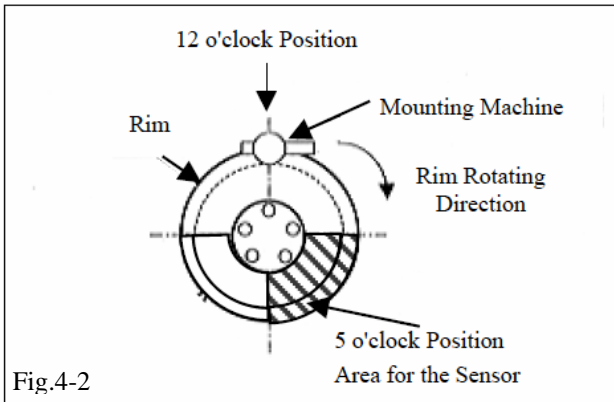 12 o'clock Position
Mounting Machine
Rim
Rim Rotating
Direction
5 o'clock Position
Area for the Sensor
Fig.4-2